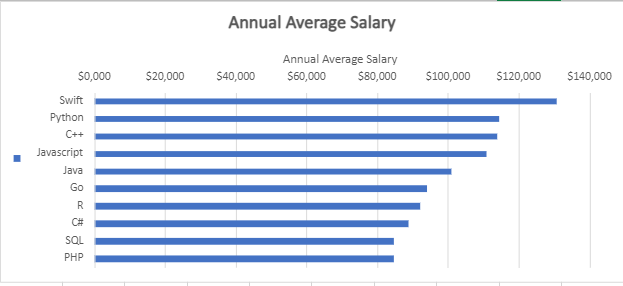 Annual Average Salary
Annual Average Salary
$0,000 $20,000 $40,000 $60,000 $80,000 $100,000 $120,000 $140,000
Swift
Python
C++
Javascript
Java
Go
R
C#
SQL
PHP